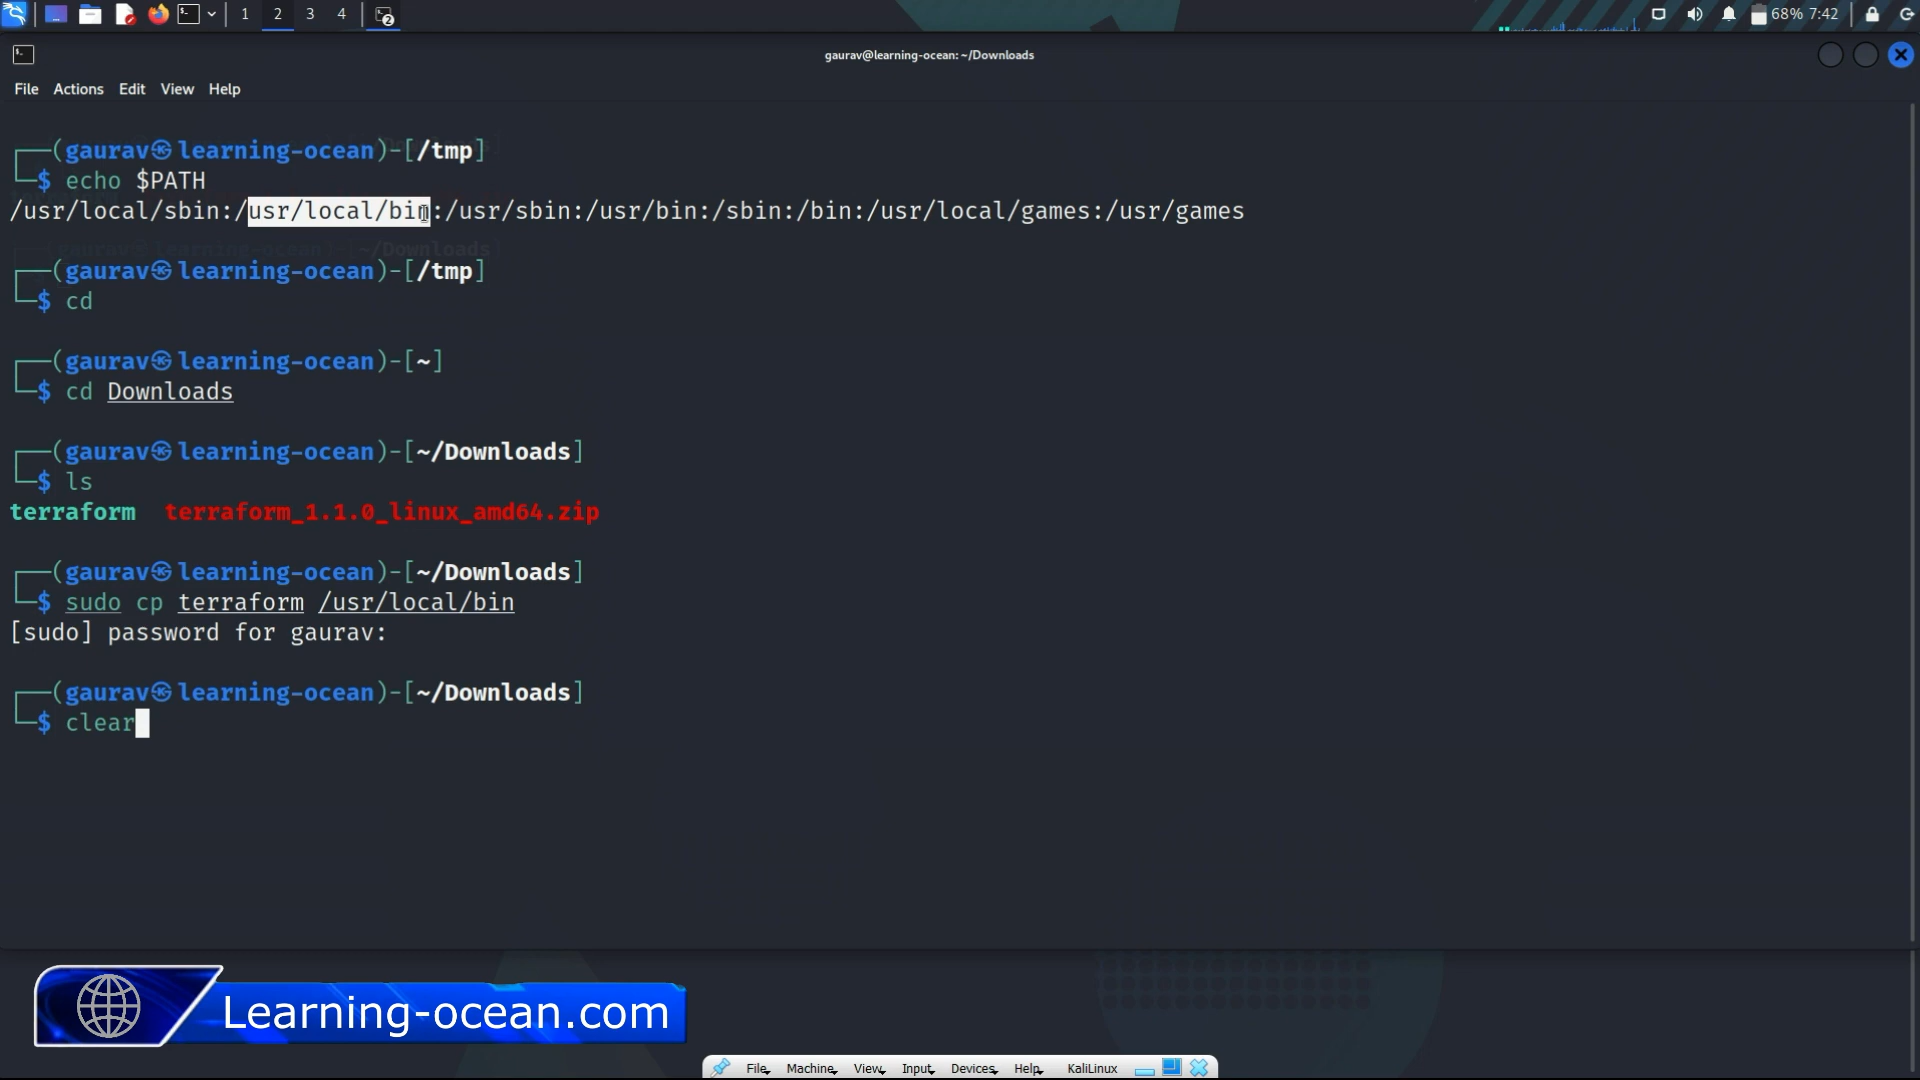 1 2 3 4 2 68% 7:42
gaurav@learning-ocean: ~/Downloads
File Actions Edit View Help
(gaurav㉿learning-ocean)-[/tmp]
$ echo $PATH
/usr/local/sbin:/usr/local/bin:/usr/sbin:/usr/bin:/sbin:/bin:/usr/local/games:/usr/games
(gaurav㉿learning-ocean)-[/tmp]
$ cd
(gaurav㉿learning-ocean)-[~]
$ cd Downloads
(gaurav㉿learning-ocean)-[~/Downloads]
$ ls
terraform terraform_1.1.0_linux_amd64.zip
(gaurav㉿learning-ocean)-[~/Downloads]
$ sudo cp terraform /usr/local/bin
[sudo] password for gaurav:
(gaurav㉿learning-ocean)-[~/Downloads]
$ clear
Learning-ocean.com
File Machine View Input Devices Help KaliLinux